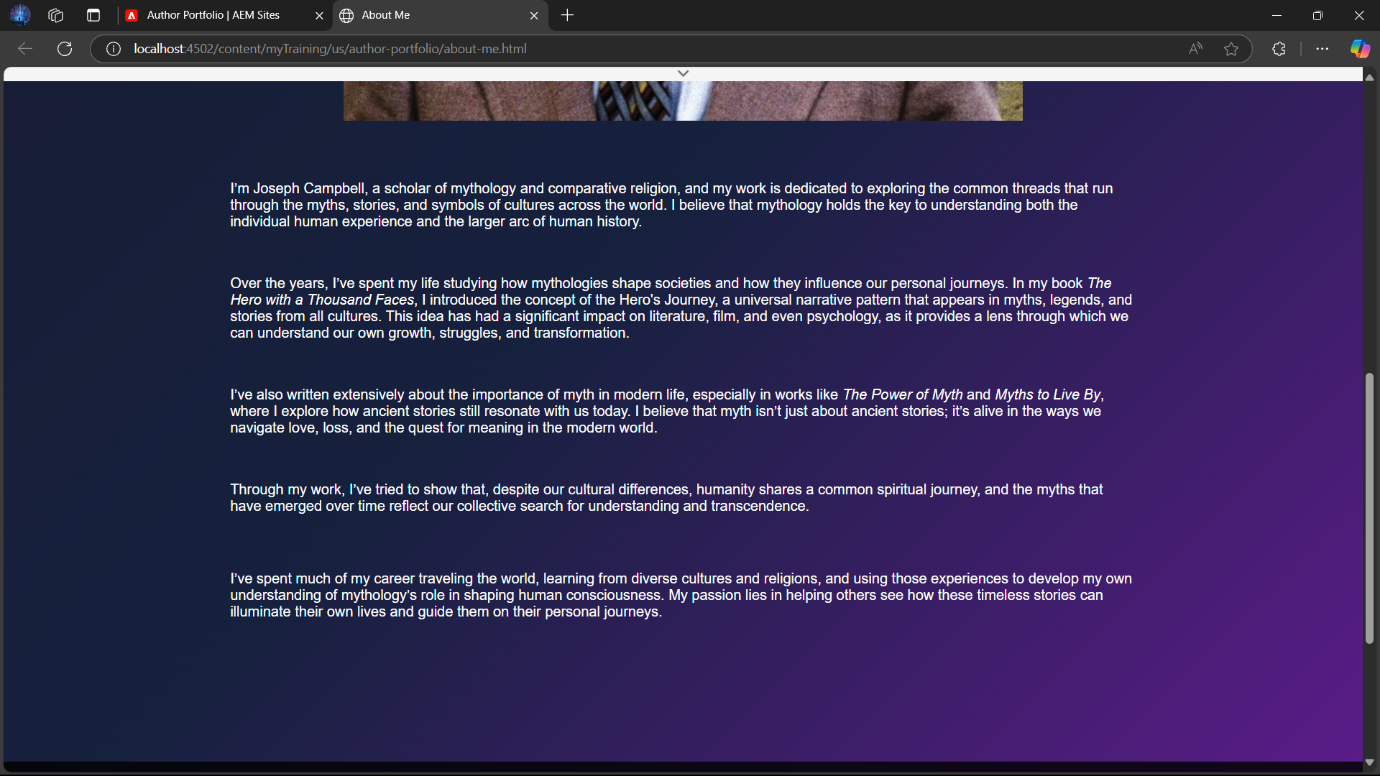 Author Portfolio | AEM Sites
About Me
localhost:4502/content/myTraining/us/author-portfolio/about-me.html
I’m Joseph Campbell, a scholar of mythology and comparative religion, and my work is dedicated to exploring the common threads that run
through the myths, stories, and symbols of cultures across the world. I believe that mythology holds the key to understanding both the
individual human experience and the larger arc of human history.
Over the years, I’ve spent my life studying how mythologies shape societies and how they influence our personal journeys. In my book The
Hero with a Thousand Faces, I introduced the concept of the Hero’s Journey, a universal narrative pattern that appears in myths, legends, and
stories from all cultures. This idea has had a significant impact on literature, film, and even psychology, as it provides a lens through which we
can understand our own growth, struggles, and transformation.
I’ve also written extensively about the importance of myth in modern life, especially in works like The Power of Myth and Myths to Live By,
where I explore how ancient stories still resonate with us today. I believe that myth isn’t just about ancient stories; it’s alive in the ways we
navigate love, loss, and the quest for meaning in the modern world.
Through my work, I’ve tried to show that, despite our cultural differences, humanity shares a common spiritual journey, and the myths that
have emerged over time reflect our collective search for understanding and transcendence.
I’ve spent much of my career traveling the world, learning from diverse cultures and religions, and using those experiences to develop my own
understanding of mythology’s role in shaping human consciousness. My passion lies in helping others see how these timeless stories can
illuminate their own lives and guide them on their personal journeys.